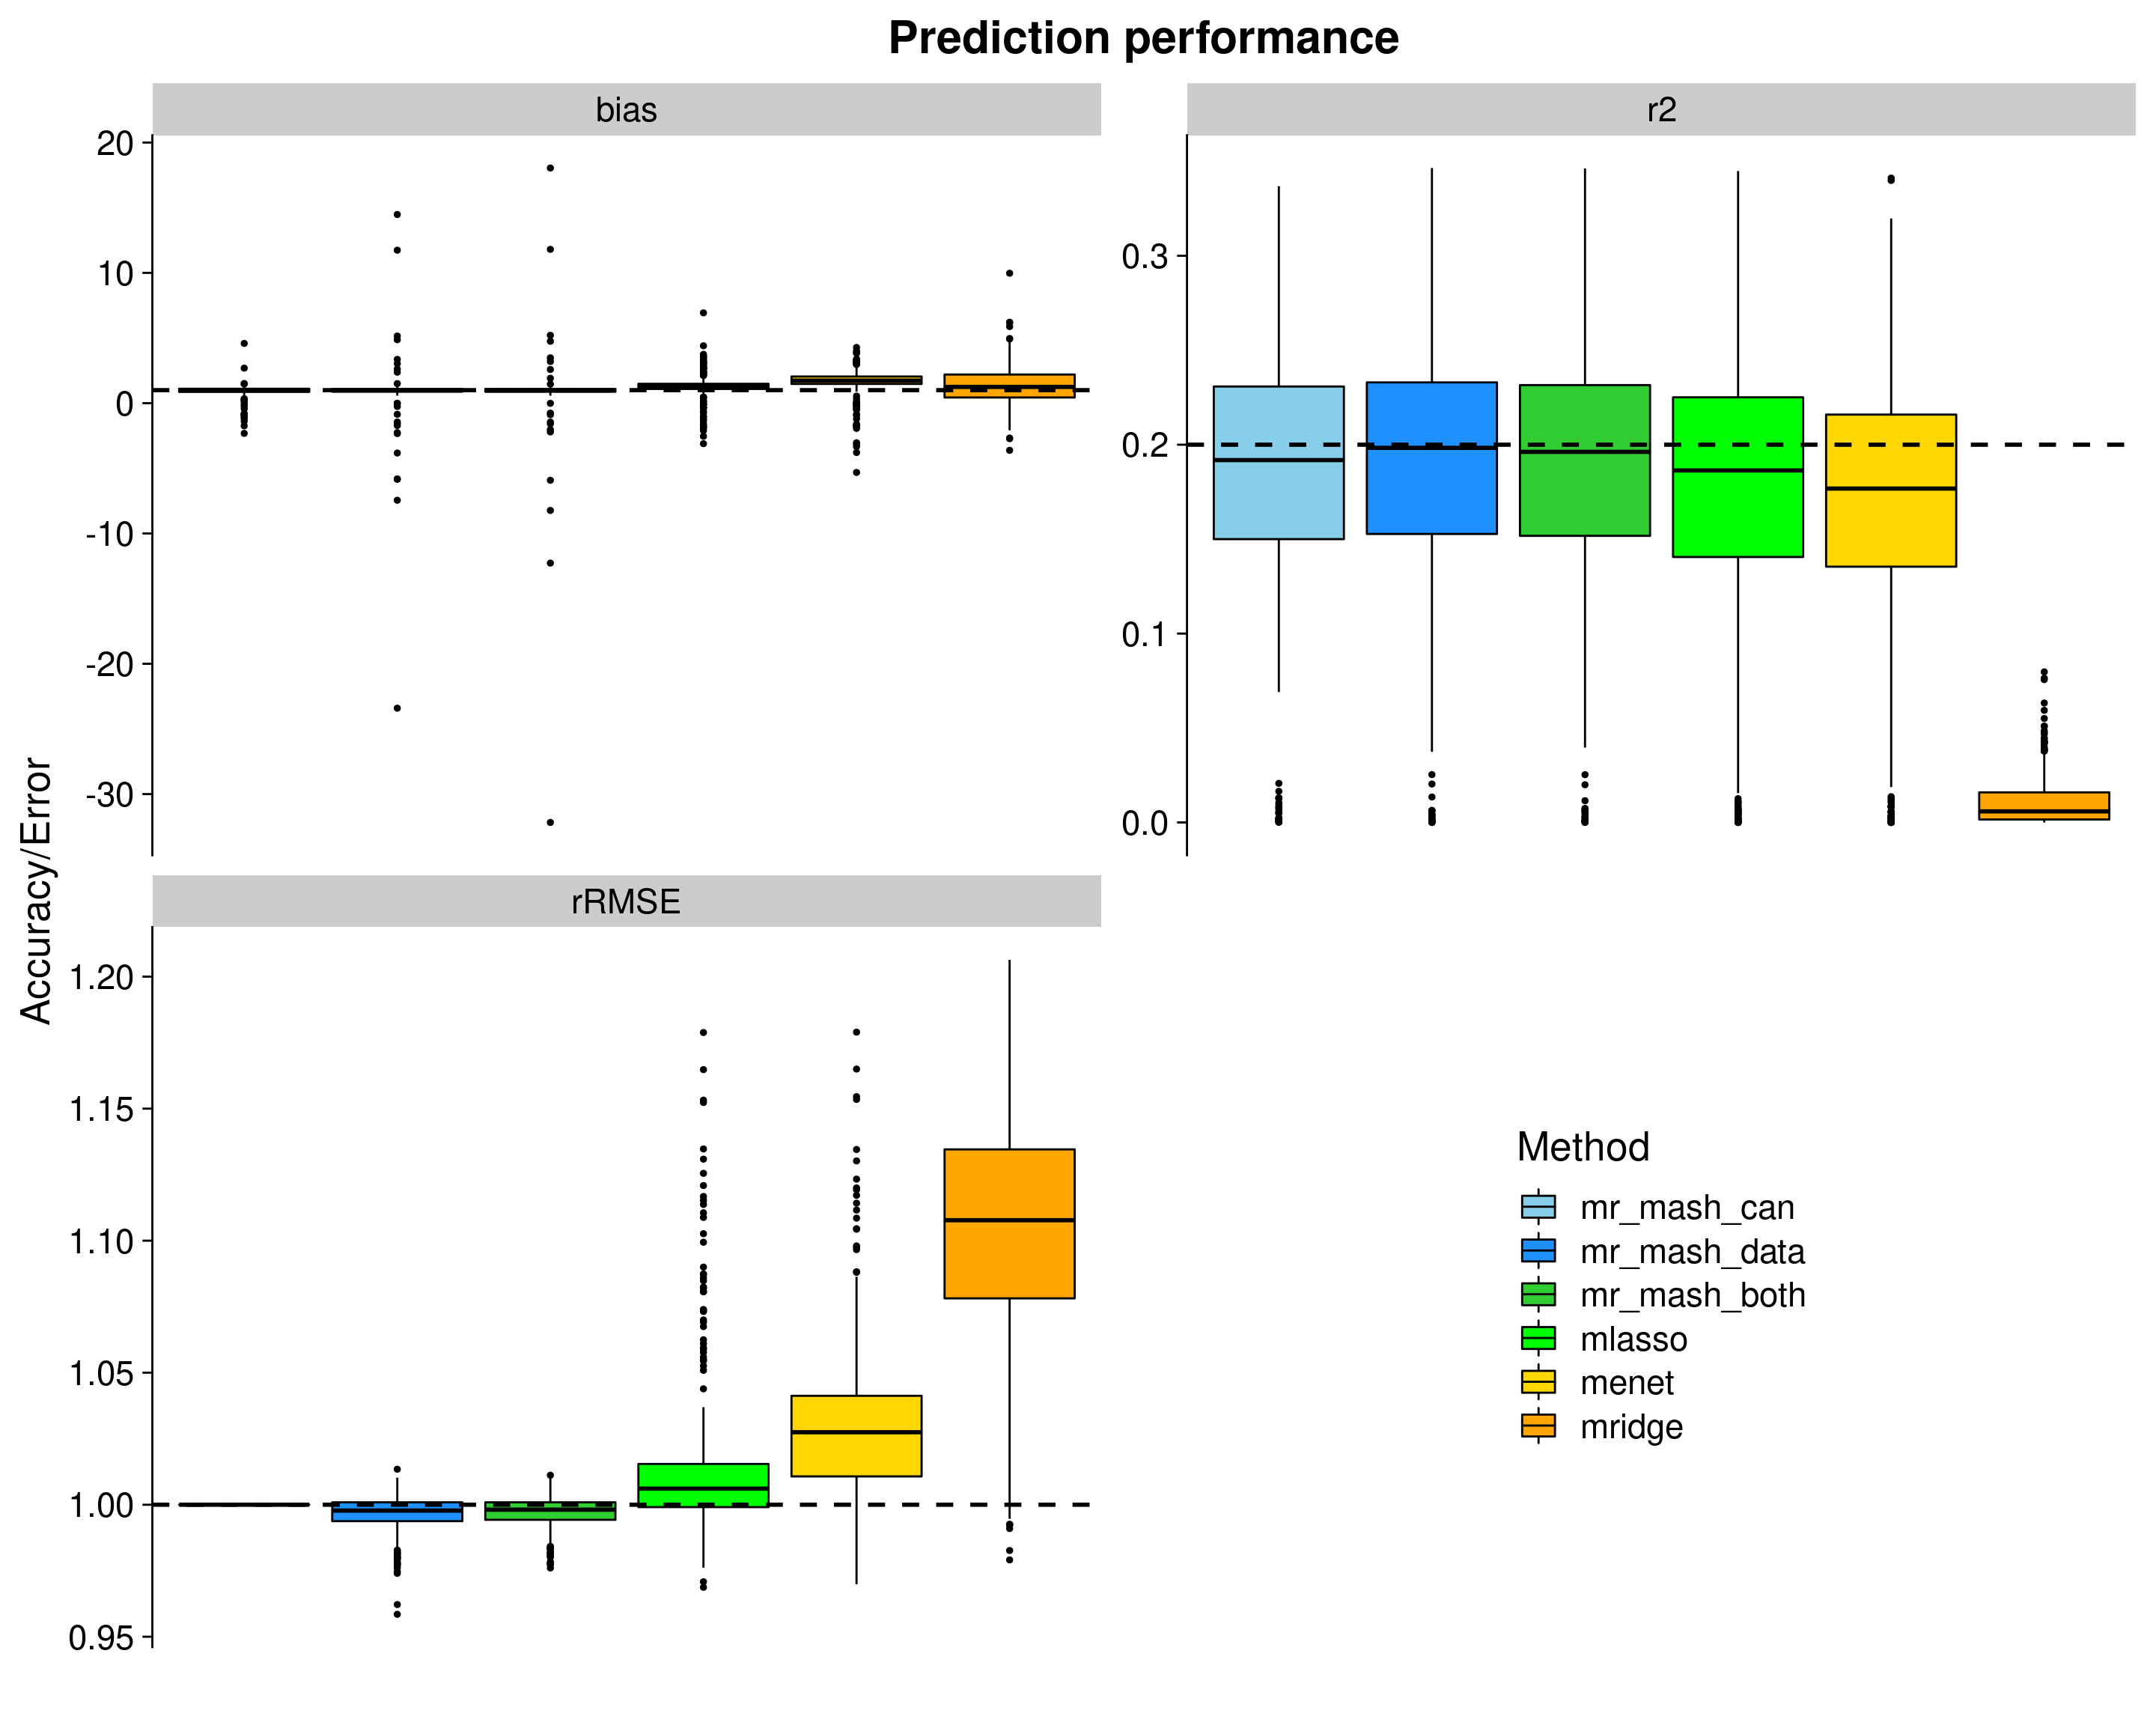 Prediction performance
bias
r2
20
10
0
-10
-20
-30
0.3
0.2
0.1
0.0
Accuracy/Error
rRMSE
1.20
1.15
1.10
1.05
1.00
0.95
Method
mr_mash_can
mr_mash_data
mr_mash_both
mlasso
menet
mridge